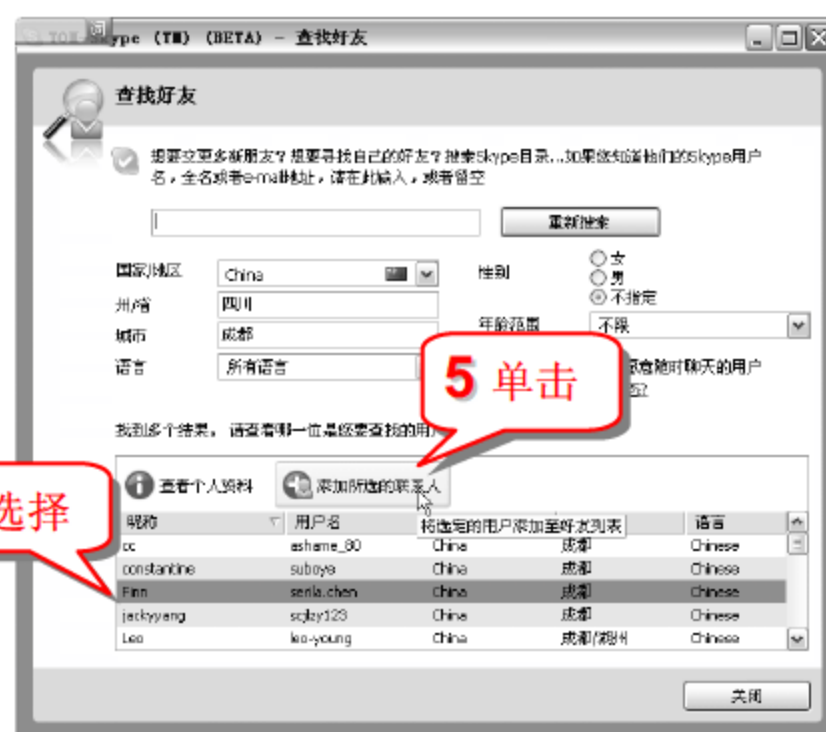 TOM-Skype (TM) (BETA) - 查找好友
查找好友
想要交更多新朋友？想要寻找自己的好友？搜索Skype目录...如果您知道他们的Skype用户
名，全名或者e-mail地址，请在此输入，或者留空
重新搜索
国家/地区 China 性别 女
男
不指定
州/省 四川
城市 成都 年龄范围 不限
语言 所有语言 愿意随时聊天的用户
5 单击
找到多个结果。请查看哪一位是您要查找的用
选择
查看个人资料 添加所选的联系人
将选定的用户添加至好友列表
昵称 用户名 语言
cc ashame_80 China 成都 Chinese
constantine suboye China 成都 Chinese
Finn serila.chen China 成都 Chinese
jackyyang scjlzy123 China 成都 Chinese
Leo leo-young China 成都/湖州 Chinese
关闭